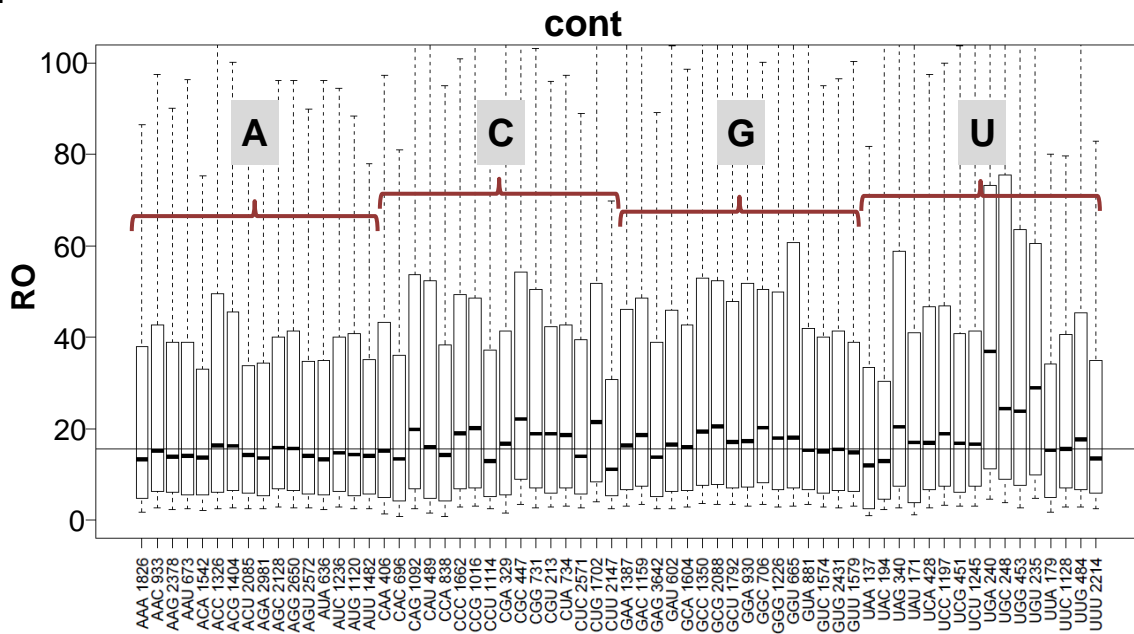 cont
RO
100
80
60
40
20
0
A
C
G
U
AAA 1826
AAC 933
AAG 2378
AAU 673
ACA 1542
ACC 1326
ACG 1404
ACU 2085
AGA 2981
AGC 2128
AGG 2650
AGU 2572
AUA 636
AUC 1236
AUG 1120
AUU 1482
CAA 406
CAC 696
CAG 1092
CAU 489
CCA 838
CCC 1662
CCG 1016
CCU 1114
CGA 329
CGC 447
CGG 731
CGU 213
CUA 734
CUC 2571
CUG 1702
CUU 2147
GAA 1387
GAC 1159
GAG 3642
GAU 602
GCA 1604
GCC 1350
GCG 2088
GCU 1792
GGA 930
GGC 706
GGG 1226
GGU 665
GUA 881
GUC 1574
GUG 2431
GUU 1579
UAA 137
UAC 194
UAG 340
UAU 171
UCA 428
UCC 1197
UCG 451
UCU 1245
UGA 240
UGC 248
UGG 453
UGU 235
UUA 179
UUC 1128
UUG 484
UUU 2214